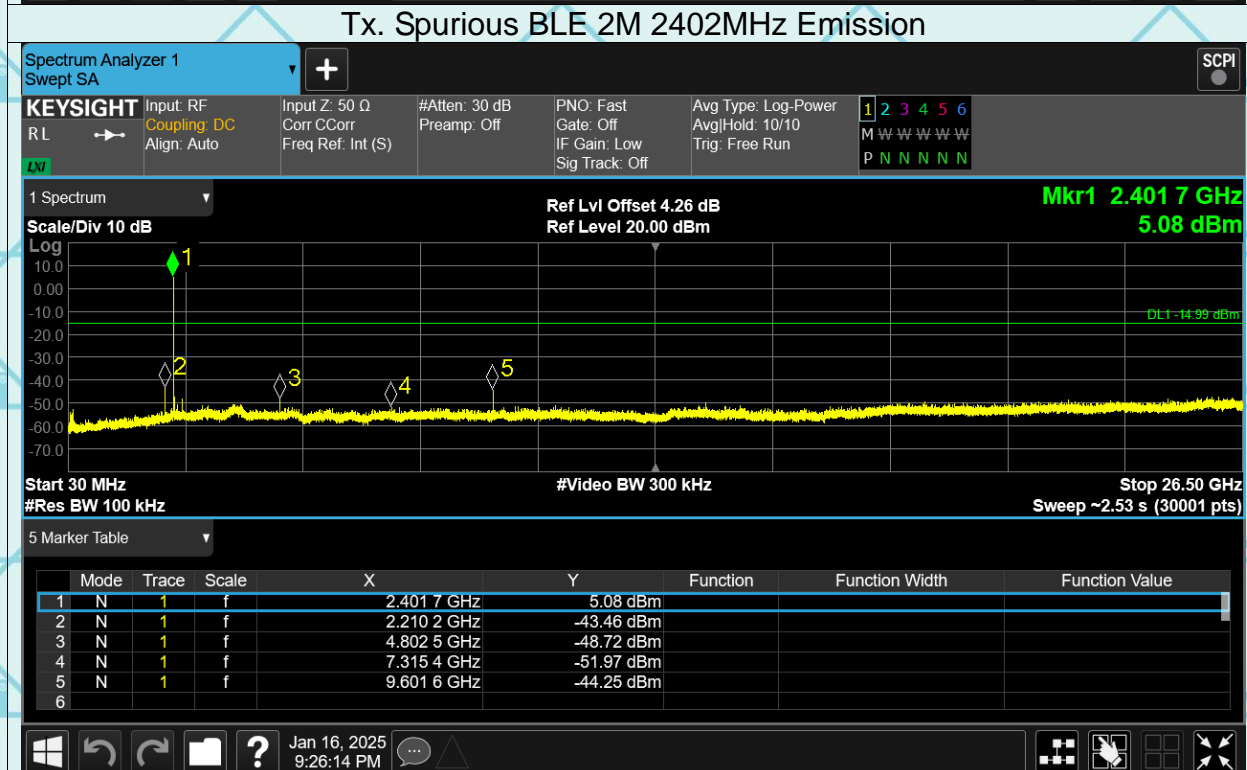 Tx. Spurious BLE 2M 2402MHz Emission
Spectrum Analyzer 1
Swept SA
+
SCPI
KEYSIGHT Input: RF Input Z: 50 Ω #Atten: 30 dB PNO: Fast Avg Type: Log-Power 1 2 3 4 5 6
R L Coupling: DC Corr CCorr Preamp: Off Gate: Off Avg|Hold: 10/10 M W W W W W
Align: Auto Freq Ref: Int (S) IF Gain: Low Trig: Free Run P N N N N N
LXI Sig Track: Off
1 Spectrum Ref Lvl Offset 4.26 dB Mkr1 2.401 7 GHz
Scale/Div 10 dB Ref Level 20.00 dBm 5.08 dBm
Log
1
10.0
0.00
-10.0
DL1 -14.99 dBm
-20.0
-30.0
2 3 4 5
-40.0
-50.0
-60.0
-70.0
Start 30 MHz #Video BW 300 kHz Stop 26.50 GHz
#Res BW 100 kHz Sweep ~2.53 s (30001 pts)
5 Marker Table
Mode Trace Scale X Y Function Function Width Function Value
1 N 1 f 2.401 7 GHz 5.08 dBm
2 N 1 f 2.210 2 GHz -43.46 dBm
3 N 1 f 4.802 5 GHz -48.72 dBm
4 N 1 f 7.315 4 GHz -51.97 dBm
5 N 1 f 9.601 6 GHz -44.25 dBm
6
? Jan 16, 2025
9:26:14 PM